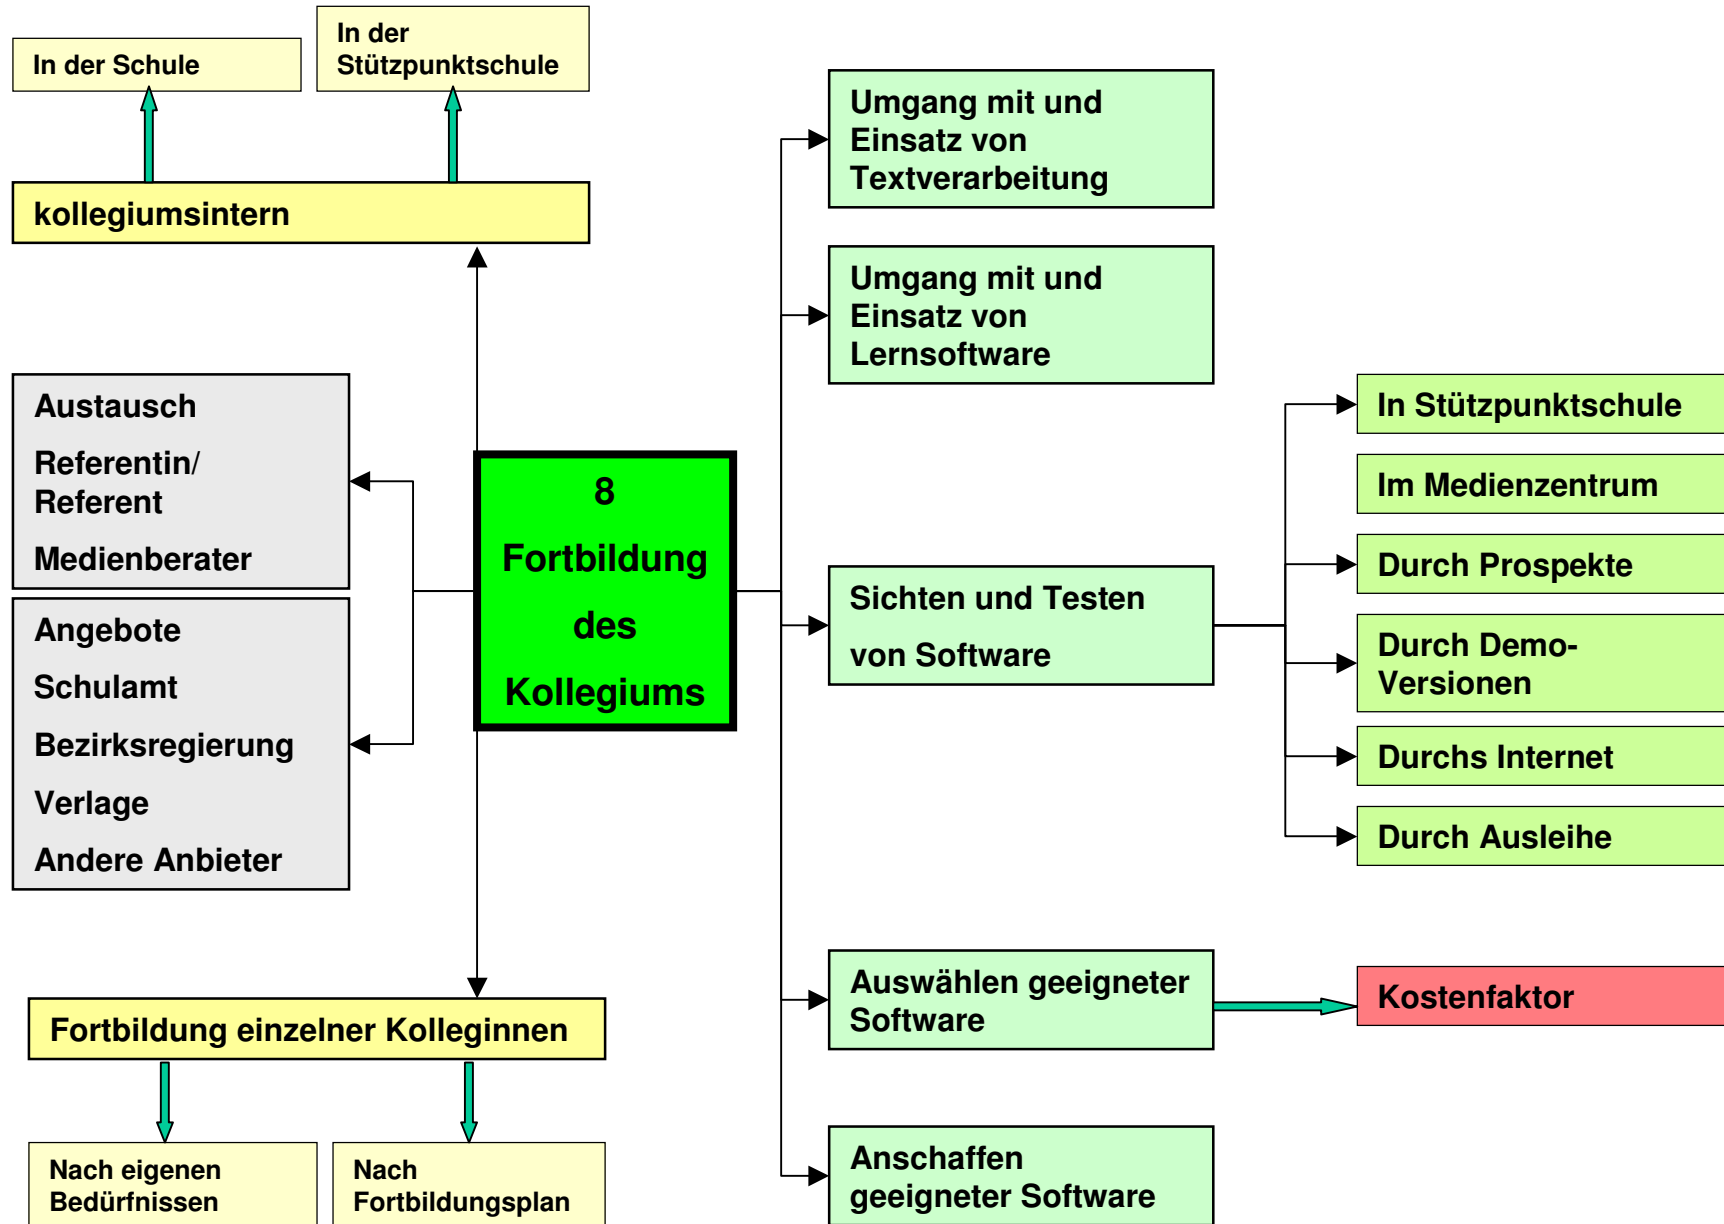 In der Schule
In der
Stützpunktschule
kollegiumsintern
Austausch
Referentin/
Referent
Medienberater
Angebote
Schulamt
Bezirksregierung
Verlage
Andere Anbieter
8
Fortbildung
des
Kollegiums
Fortbildung einzelner Kolleginnen
Nach eigenen
Bedürfnissen
Nach
Fortbildungsplan
Umgang mit und
Einsatz von
Textverarbeitung
Umgang mit und
Einsatz von
Lernsoftware
Sichten und Testen
von Software
Auswählen geeigneter
Software
Anschaffen
geeigneter Software
In Stützpunktschule
Im Medienzentrum
Durch Prospekte
Durch Demo-
Versionen
Durchs Internet
Durch Ausleihe
Kostenfaktor